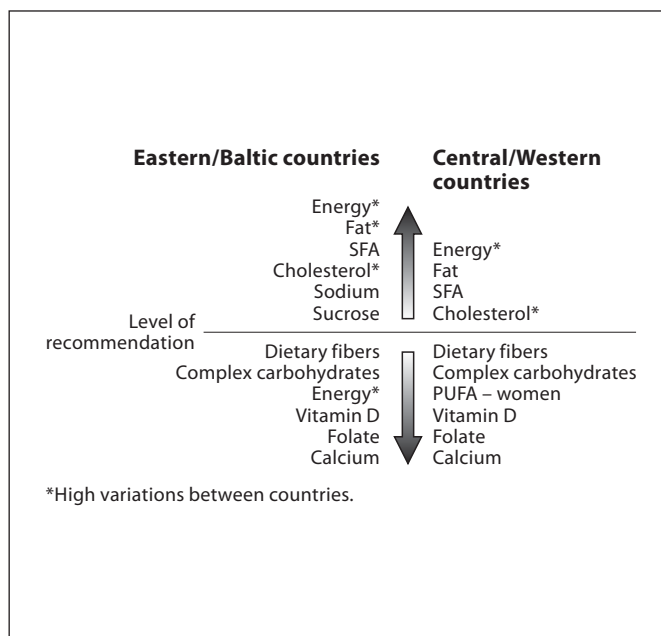 Eastern/Baltic countries
Central/Western
countries
Energy*
Fat*
SFA
Cholesterol*
Sodium
Sucrose
Energy*
Fat
SFA
Cholesterol*
Level of
recommendation
Dietary fibers
Complex carbohydrates
Energy*
Vitamin D
Folate
Calcium
Dietary fibers
Complex carbohydrates
PUFA – women
Vitamin D
Folate
Calcium
*High variations between countries.